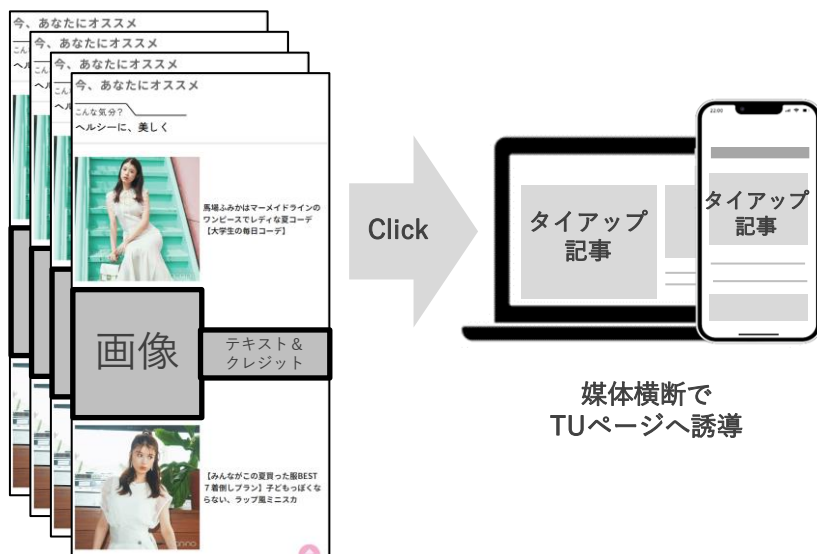 今、あなたにオススメ
今、あなたにオススメ
今、あなたにオススメ
今、あなたにオススメ
こんな気分?
ヘルシーに、美しく
馬場ふみかはマーメイドラインの
ワンピースでレディな夏コーデ
【大学生の毎日コーデ】
画像
テキスト&
クレジット
【みんながこの夏買った服BEST
7着倒しプラン】子どもっぽくな
らない、ラップ風ミニスカ
Click
タイアップ
記事
22:00
タイアップ
記事
媒体横断で
TUページへ誘導